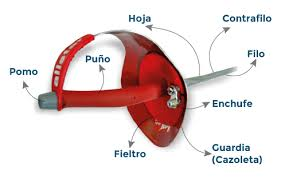 Hoja
Contrafilo
Puño
Filo
Pomo
Enchufe
Fieltro
Guardia
(Cazoleta)